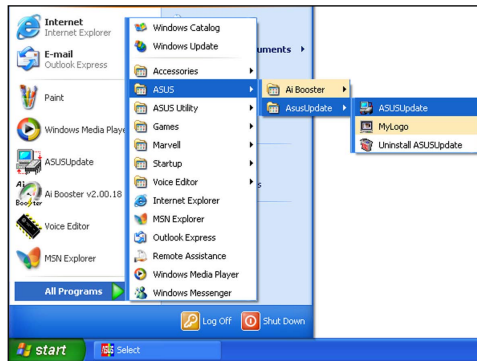 Internet
Internet Explorer
E-mail
Outlook Express
Paint
Windows Media Playe
ASUSUpdate
Ai Booster v2.00.18
Voice Editor
MSN Explorer
All Programs
Windows Catalog
Windows Update
Accessories
ASUS
ASUS Utility
Games
Marvell
Startup
Voice Editor
Internet Explorer
MSN Explorer
Outlook Express
Remote Assistance
Windows Media Player
Windows Messenger
uments
s
Ai Booster
AsusUpdate
ASUSUpdate
MyLogo
Uninstall ASUSUpdate
Log Off
Shut Down
start
Select